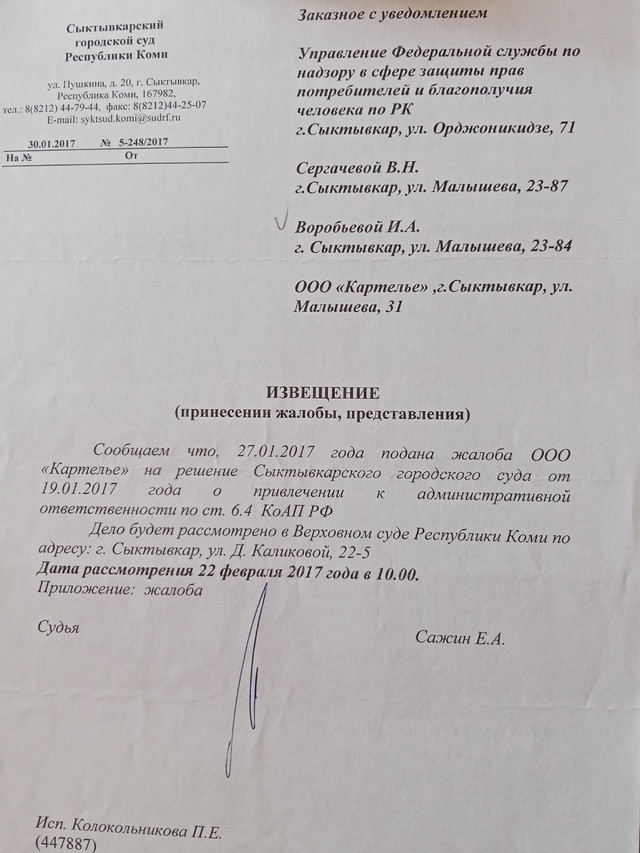 Сыктывкарский
городской суд
Республики Коми
ул. Пушкина, д. 20, г. Сыктывкар,
Республика Коми, 167982,
тел.: 8(8212) 44-79-44, факс: 8(8212)44-25-07
E-mail: syktsud.komi@sudrf.ru
30.01.2017 № 5-248/2017
На № От
Заказное с уведомлением
Управление Федеральной службы по
надзору в сфере защиты прав
потребителей и благополучия
человека по РК
г.Сыктывкар, ул. Орджоникидзе, 71
Сергачевой В.Н.
г.Сыктывкар, ул. Малышева, 23-87
Воробьевой И.А.
г. Сыктывкар, ул. Малышева, 23-84
ООО «Картелье» ,г.Сыктывкар, ул.
Малышева, 31
ИЗВЕЩЕНИЕ
(принесении жалобы, представления)
Сообщаем что, 27.01.2017 года подана жалоба ООО
«Картелье» на решение Сыктывкарского городского суда от
19.01.2017 года о привлечении к административной
ответственности по ст. 6.4 КоАП РФ
Дело будет рассмотрено в Верховном суде Республики Коми по
адресу: г. Сыктывкар, ул. Д. Каликовой, 22-5
Дата рассмотрения 22 февраля 2017 года в 10.00.
Приложение: жалоба
Судья Сажин Е.А.
Исп. Колокольникова П.Е.
(447887)